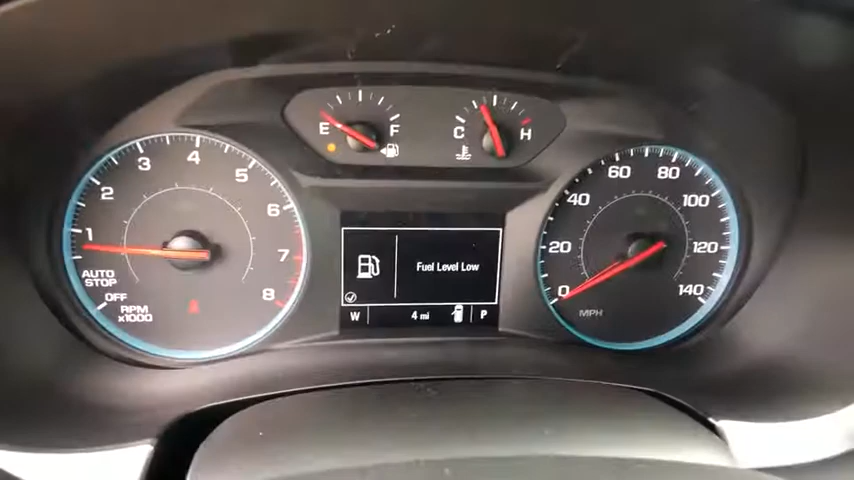 E F
C H
1 2 3 4 5 6 7 8
AUTO
STOP
OFF
RPM
x1000
Fuel Level Low
W 4 mi P
0 20 40 60 80 100 120 140
MPH